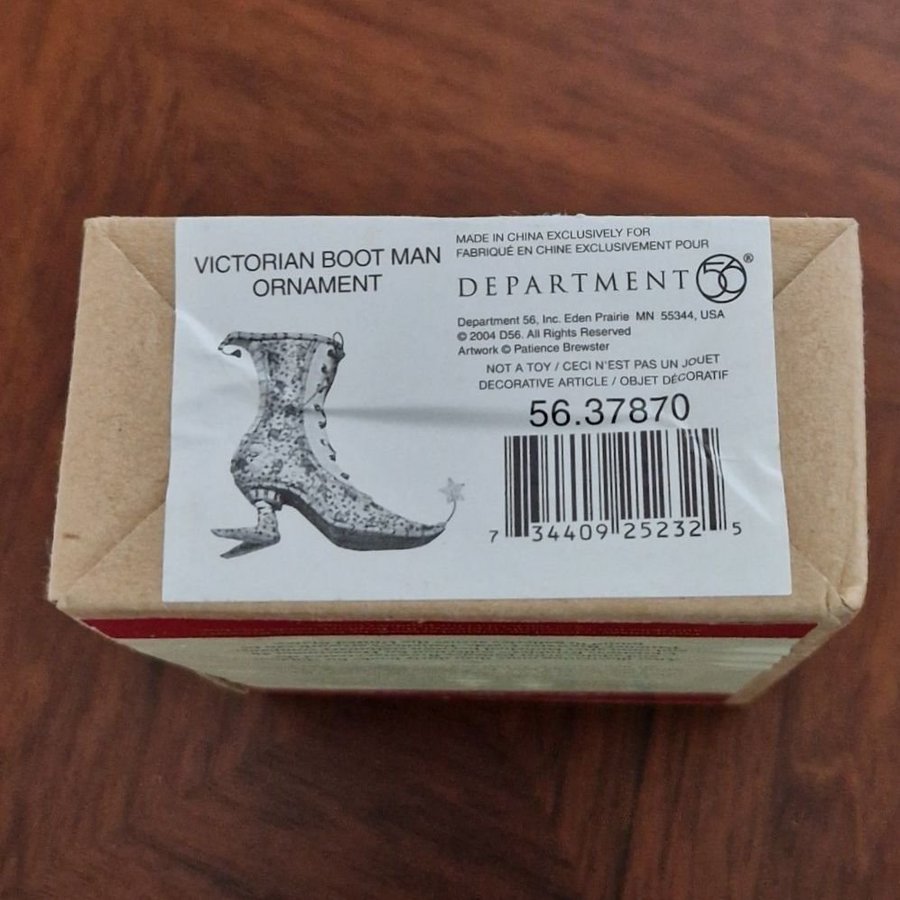 VICTORIAN BOOT MAN
ORNAMENT
MADE IN CHINA EXCLUSIVELY FOR
FABRIQUÉ EN CHINE EXCLUSIVEMENT POUR
DEPARTMENT 56®
Department 56, Inc. Eden Prairie MN 55344, USA
© 2004 D56. All Rights Reserved
Artwork © Patience Brewster
NOT A TOY / CECI N'EST PAS UN JOUET
DECORATIVE ARTICLE / OBJET DÉCORATIF
56.37870
7 34409 25232 5